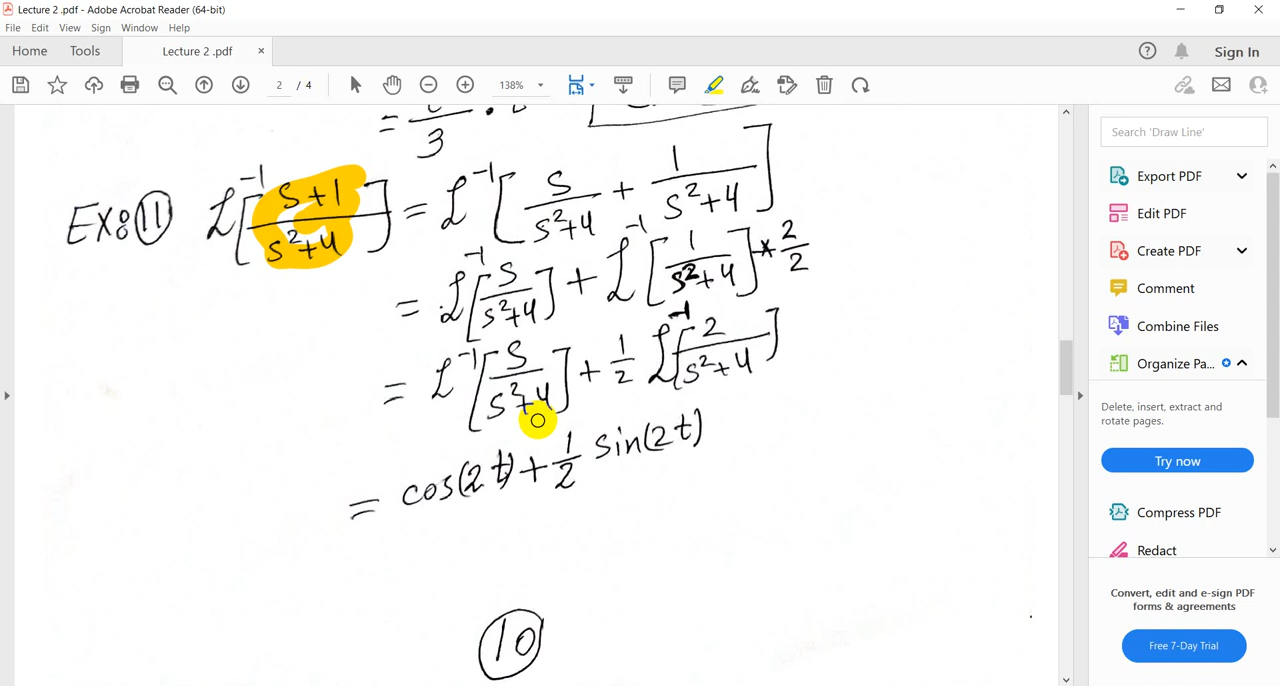 Lecture 2 .pdf - Adobe Acrobat Reader (64-bit)
File Edit View Sign Window Help
Home Tools Lecture 2 .pdf × Sign In
2 / 4 138%
= 3
Ex: 11 ℒ⁻¹[(s+1)/(s²+4)] = ℒ⁻¹[s/(s²+4) + 1/(s²+4)]
= ℒ⁻¹[s/(s²+4)] + ℒ⁻¹[1/(s²+4)] * 2/2
= ℒ⁻¹[s/(s²+4)] + 1/2 ℒ⁻¹[2/(s²+4)]
= cos(2t) + 1/2 sin(2t)
10
Search 'Draw Line'
Export PDF
Edit PDF
Create PDF
Comment
Combine Files
Organize Pa...
Delete, insert, extract and
rotate pages.
Try now
Compress PDF
Redact
Convert, edit and e-sign PDF
forms & agreements
Free 7-Day Trial